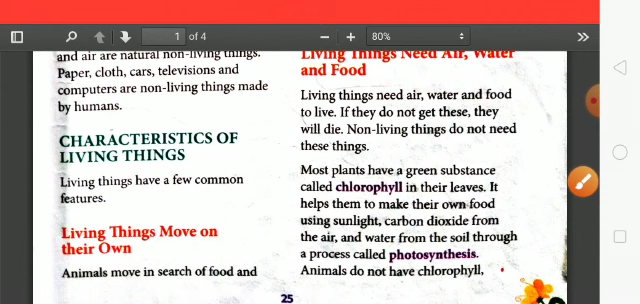 1 of 4
80%
and air are natural non-living things.
Paper, cloth, cars, televisions and
computers are non-living things made
by humans.
CHARACTERISTICS OF
LIVING THINGS
Living things have a few common
features.
Living Things Move on
their Own
Animals move in search of food and
Living Things Need Air, Water
and Food
Living things need air, water and food
to live. If they do not get these, they
will die. Non-living things do not need
these things.
Most plants have a green substance
called chlorophyll in their leaves. It
helps them to make their own food
using sunlight, carbon dioxide from
the air, and water from the soil through
a process called photosynthesis.
Animals do not have chlorophyll,
25